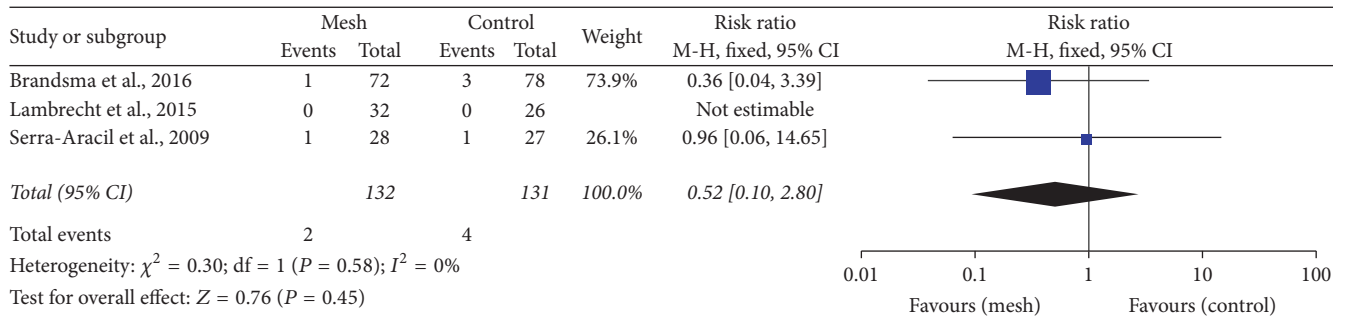 Study or subgroup Mesh Control Weight Risk ratio Risk ratio
Events Total Events Total M-H, fixed, 95% CI M-H, fixed, 95% CI
Brandsma et al., 2016 1 72 3 78 73.9% 0.36 [0.04, 3.39]
Lambrecht et al., 2015 0 32 0 26 Not estimable
Serra-Aracil et al., 2009 1 28 1 27 26.1% 0.96 [0.06, 14.65]
Total (95% CI) 132 131 100.0% 0.52 [0.10, 2.80]
Total events 2 4
Heterogeneity: χ² = 0.30; df = 1 (P = 0.58); I² = 0%
Test for overall effect: Z = 0.76 (P = 0.45)
0.01 0.1 1 10 100
Favours (mesh) Favours (control)